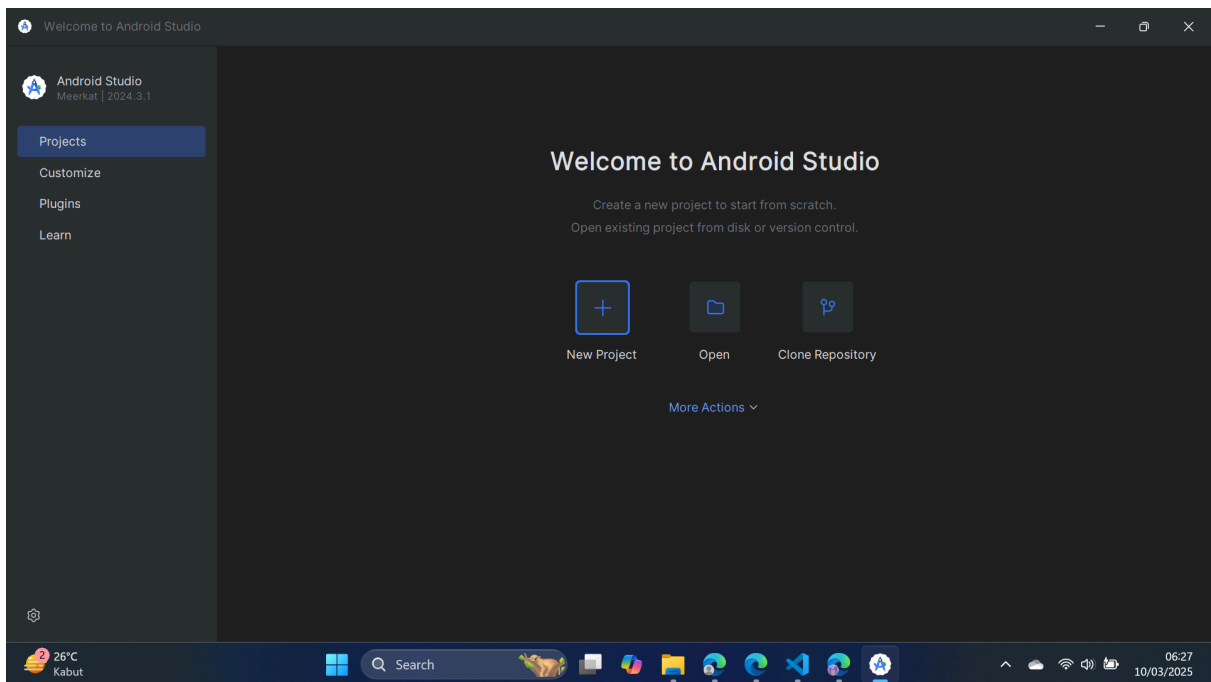 Welcome to Android Studio
Android Studio
Meerkat | 2024.3.1
Projects
Customize
Plugins
Learn
Welcome to Android Studio
Create a new project to start from scratch.
Open existing project from disk or version control.
New Project
Open
Clone Repository
More Actions
2
26°C
Kabut
Search
06:27
10/03/2025